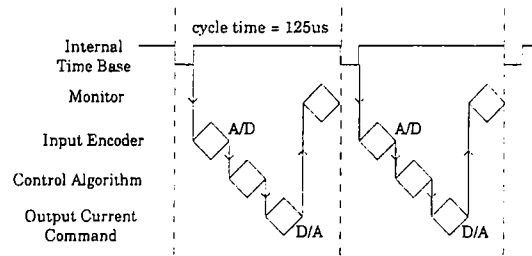 cycle time = 125us
Internal
Time Base
Monitor
A/D
A/D
Input Encoder
Control Algorithm
Output Current
Command
D/A
D/A